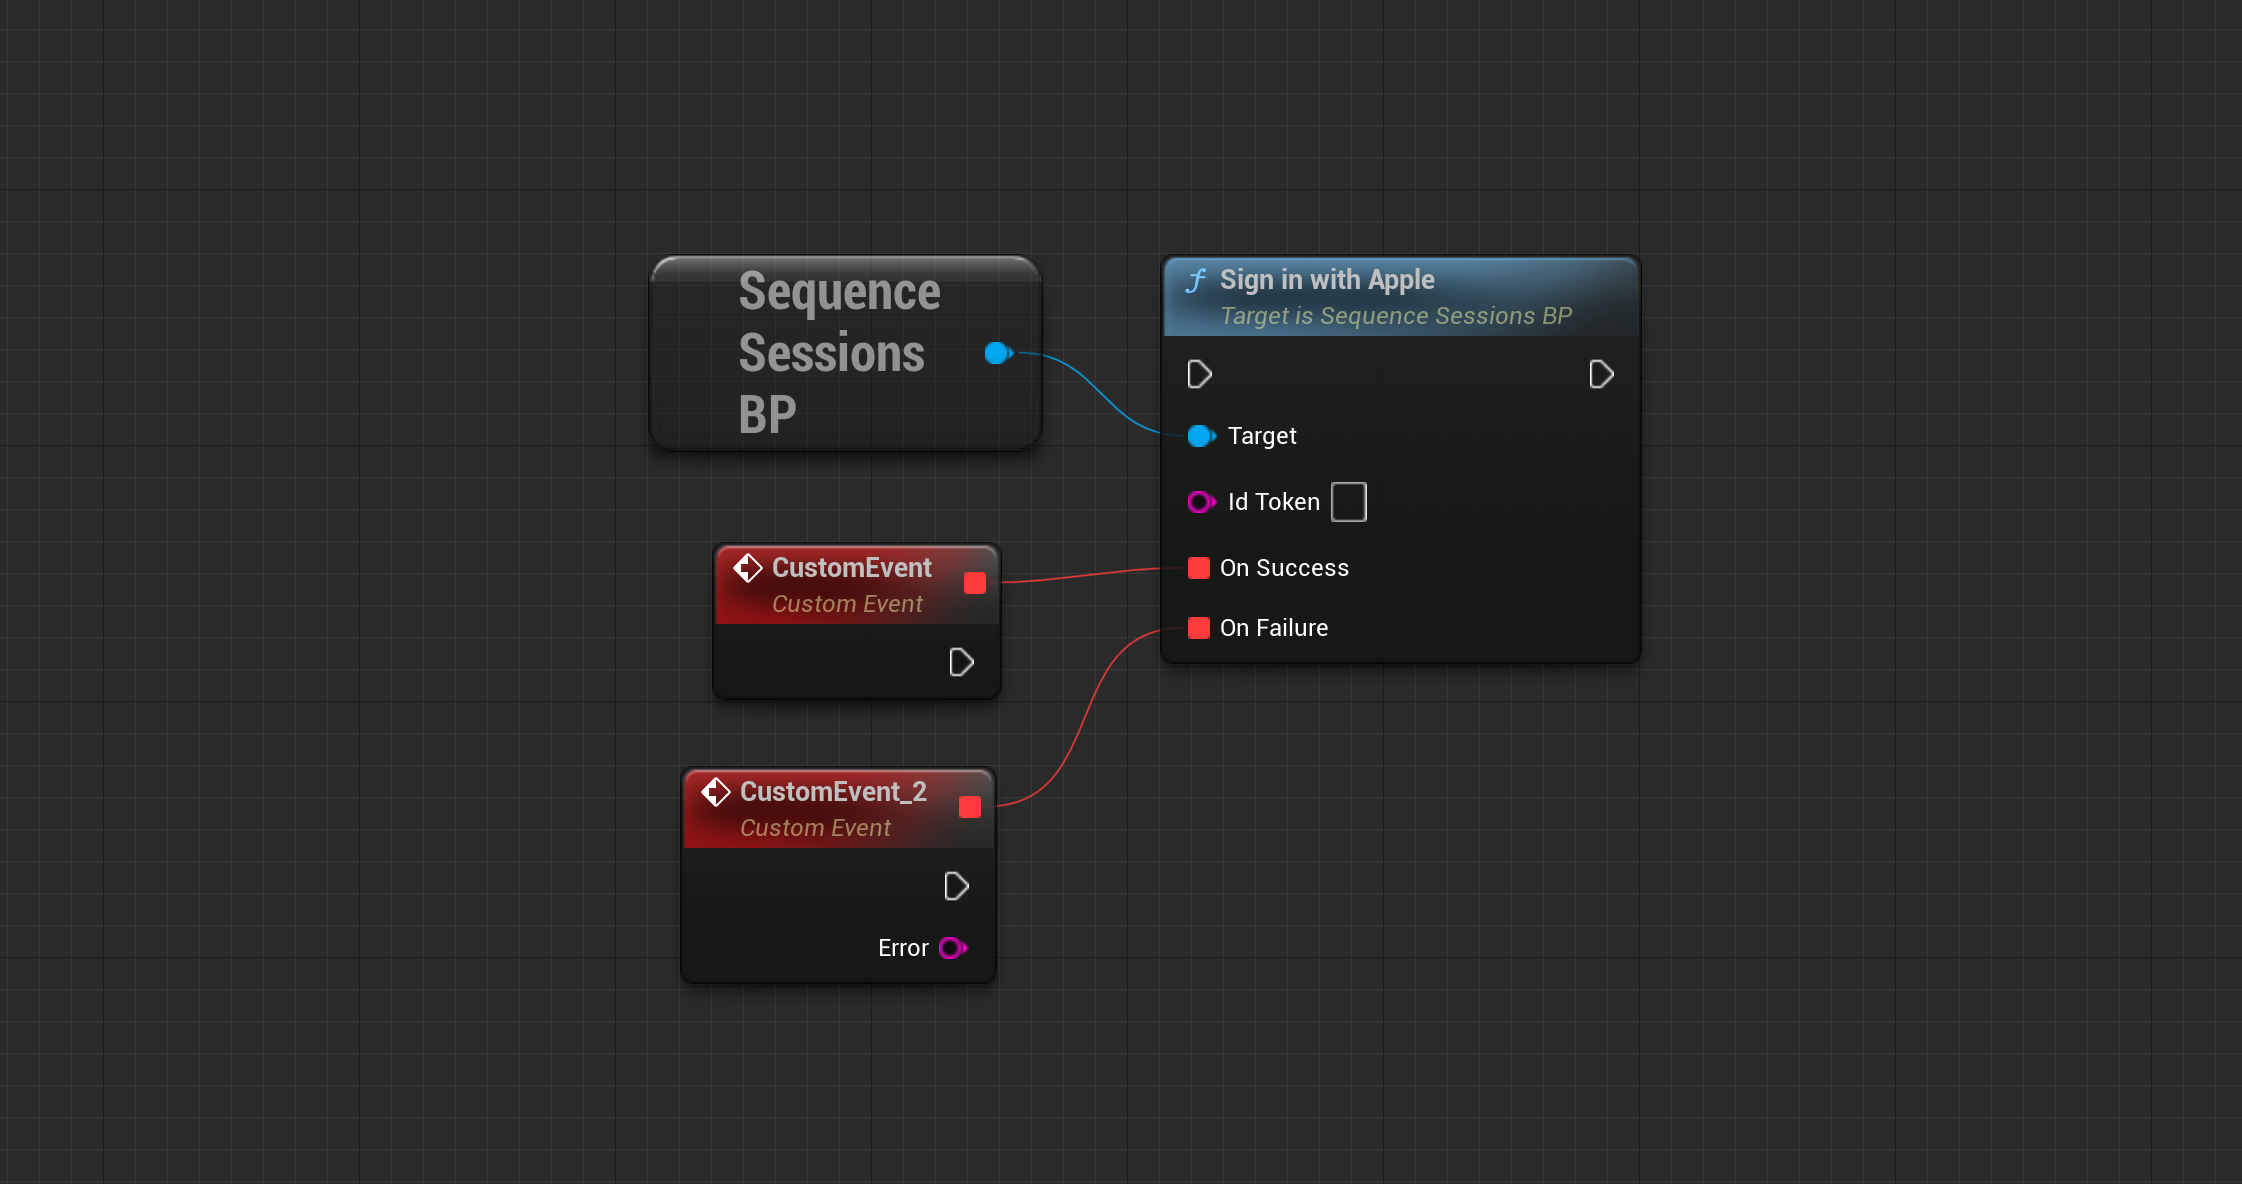 Sequence
Sessions
BP
Sign in with Apple
Target is Sequence Sessions BP
Target
Id Token
On Success
On Failure
CustomEvent
Custom Event
CustomEvent_2
Custom Event
Error